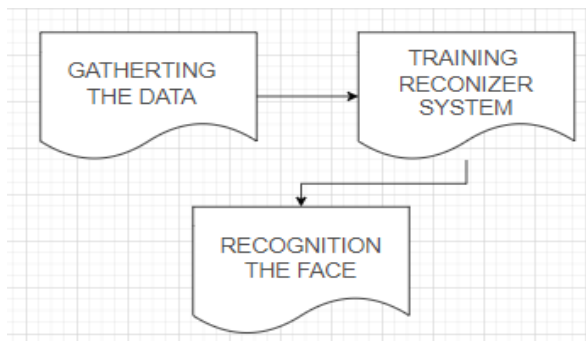 GATHERTING
THE DATA
TRAINING
RECONIZER
SYSTEM
RECOGNITION
THE FACE